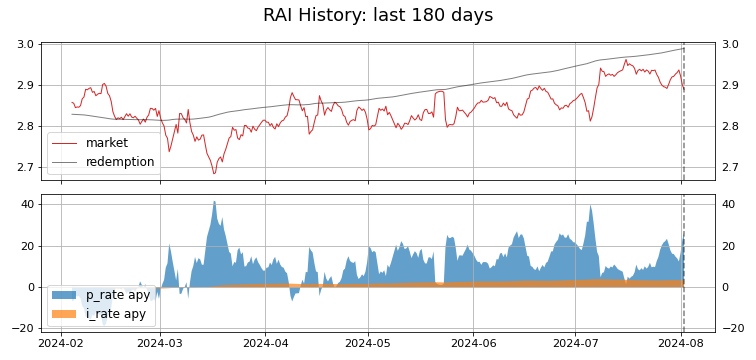 RAI History: last 180 days
3.0 3.0
2.9 2.9
2.8 2.8
2.7 2.7
market
redemption
40 40
20 20
0 0
−20 −20
p_rate apy
i_rate apy
2024-02 2024-03 2024-04 2024-05 2024-06 2024-07 2024-08